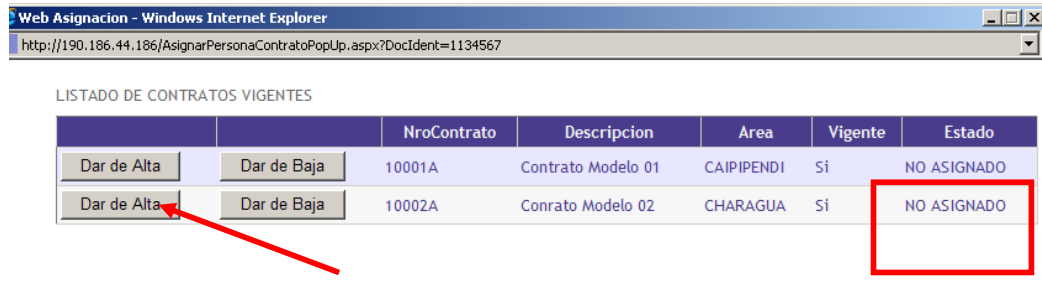 Web Asignacion - Windows Internet Explorer
http://190.186.44.186/AsignarPersonaContratoPopUp.aspx?DocIdent=1134567
LISTADO DE CONTRATOS VIGENTES
NroContrato Descripcion Area Vigente Estado
Dar de Alta Dar de Baja 10001A Contrato Modelo 01 CAIPIPENDI Si NO ASIGNADO
Dar de Alta Dar de Baja 10002A Conrato Modelo 02 CHARAGUA Si NO ASIGNADO